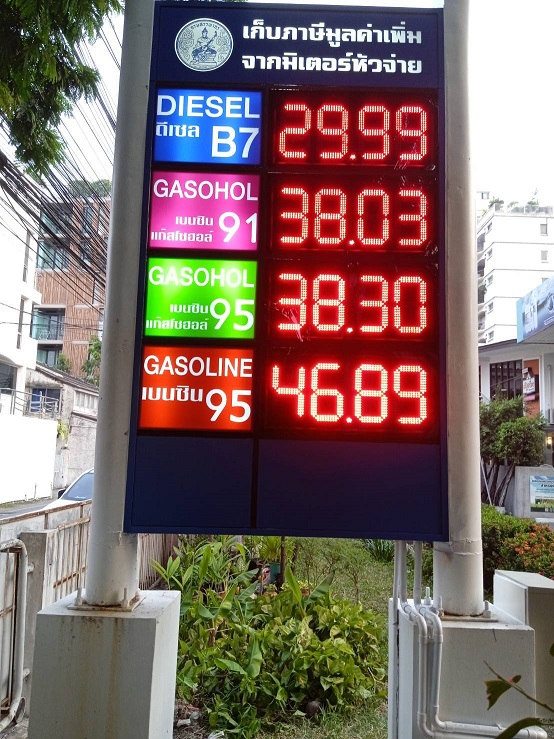 เก็บภาษีมูลค่าเพิ่ม
จากมิเตอร์หัวจ่าย
DIESEL
ดีเซล B7
29.99
GASOHOL
เบนซิน
แก๊สโซฮอล์ 91
38.03
GASOHOL
เบนซิน
แก๊สโซฮอล์ 95
38.30
GASOLINE
เบนซิน 95
46.89